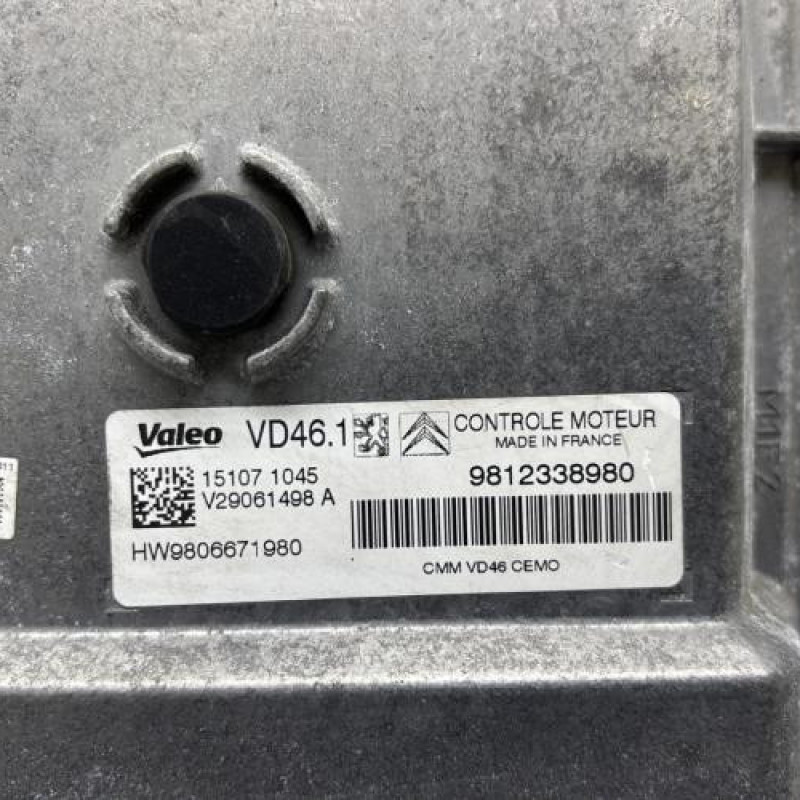 Valeo VD46.1
CONTROLE MOTEUR
MADE IN FRANCE
15107 1045
V29061498 A
9812338980
HW9806671980
CMM VD46 CEMO